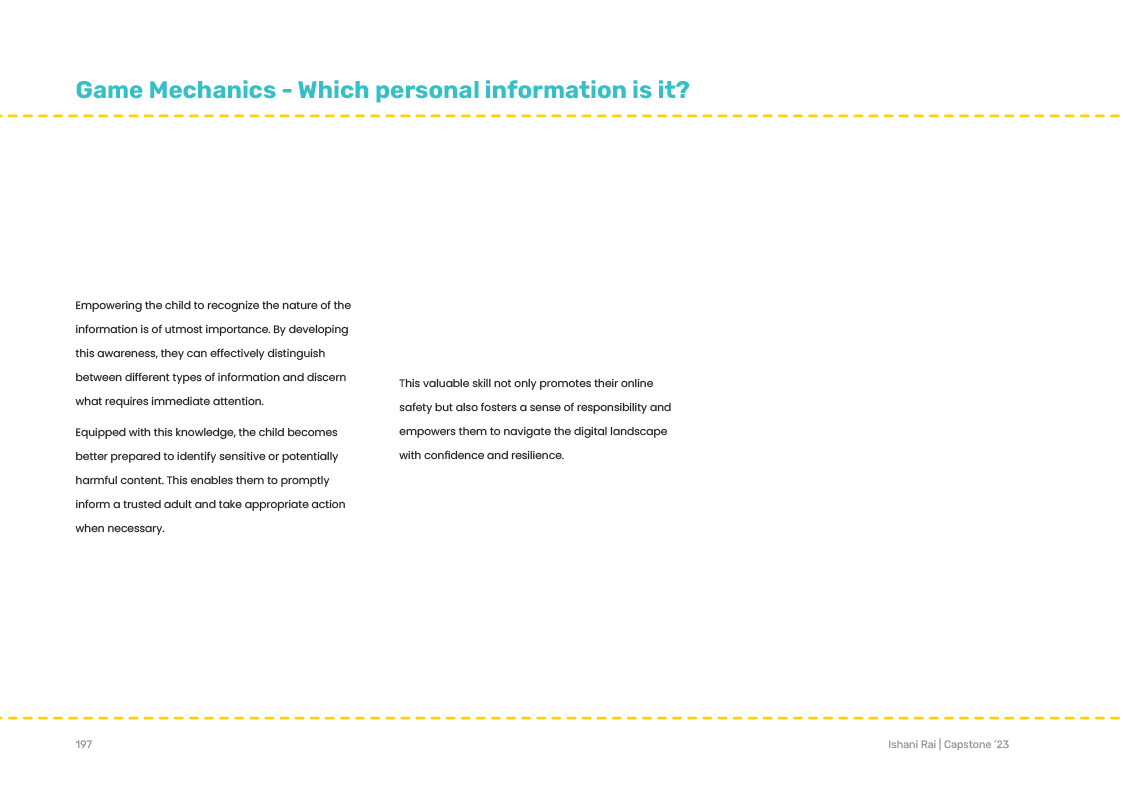 Game Mechanics - Which personal information is it?
Empowering the child to recognize the nature of the
information is of utmost importance. By developing
this awareness, they can effectively distinguish
between different types of information and discern
what requires immediate attention.
Equipped with this knowledge, the child becomes
better prepared to identify sensitive or potentially
harmful content. This enables them to promptly
inform a trusted adult and take appropriate action
when necessary.
This valuable skill not only promotes their online
safety but also fosters a sense of responsibility and
empowers them to navigate the digital landscape
with confidence and resilience.
197
Ishani Rai | Capstone '23